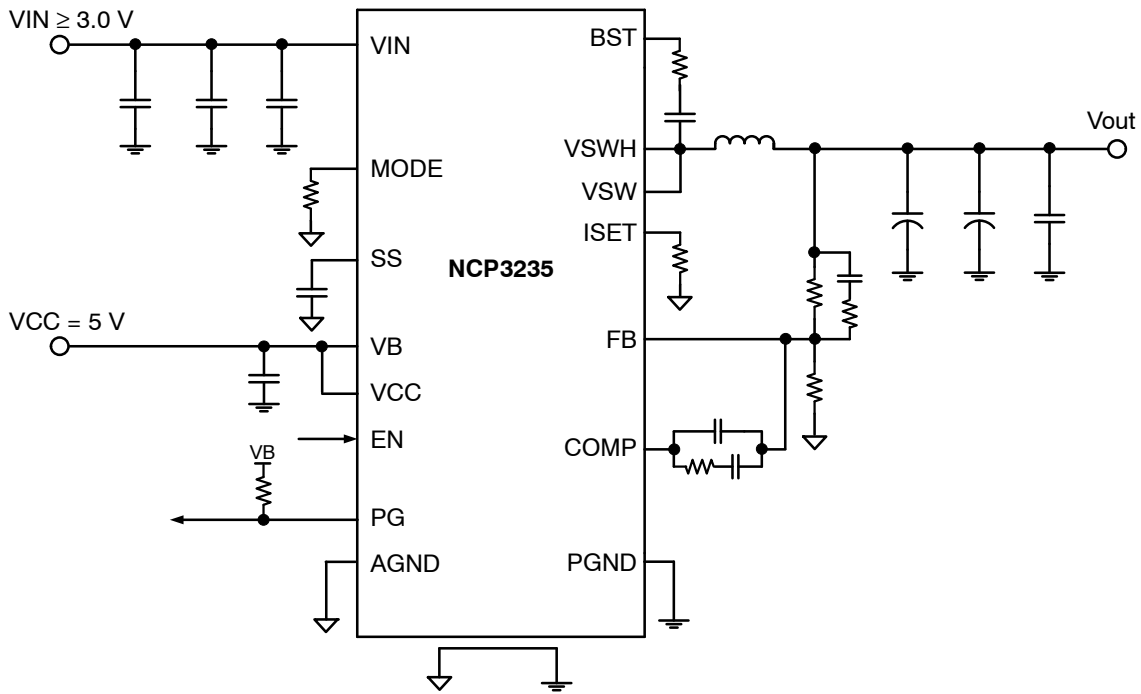 VIN ≥ 3.0 V
VIN
BST
Vout
VSWH
MODE
VSW
ISET
SS
NCP3235
VCC = 5 V
VB
FB
VCC
EN
COMP
VB
PG
AGND
PGND